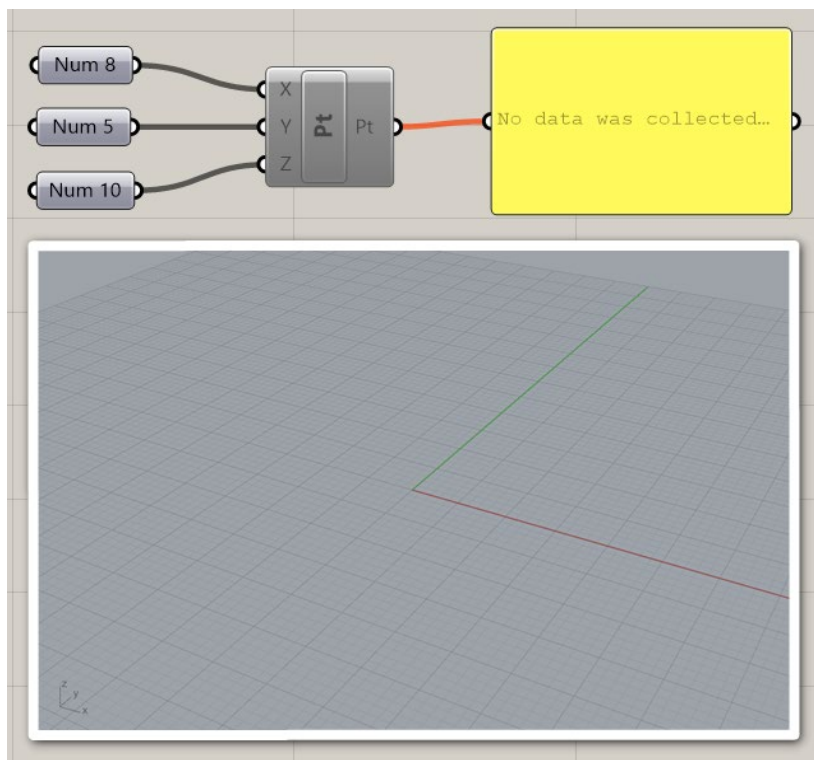 Num 8
Num 5
Num 10
X
Y
Z
Pt
Pt
No data was collected…
z
y
x